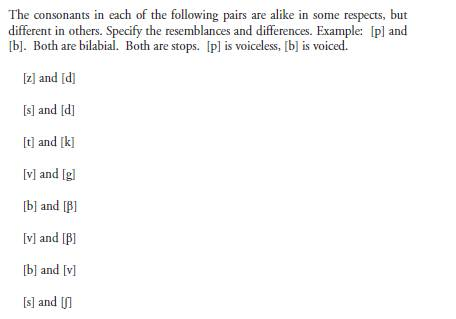 The consonants in each of the following pairs are alike in some respects, but
different in others. Specify the resemblances and differences. Example: [p] and
[b]. Both are bilabial. Both are stops. [p] is voiceless, [b] is voiced.
[z] and [d]
[s] and [d]
[t] and [k]
[v] and [g]
[b] and [β]
[v] and [β]
[b] and [v]
[s] and [ʃ]